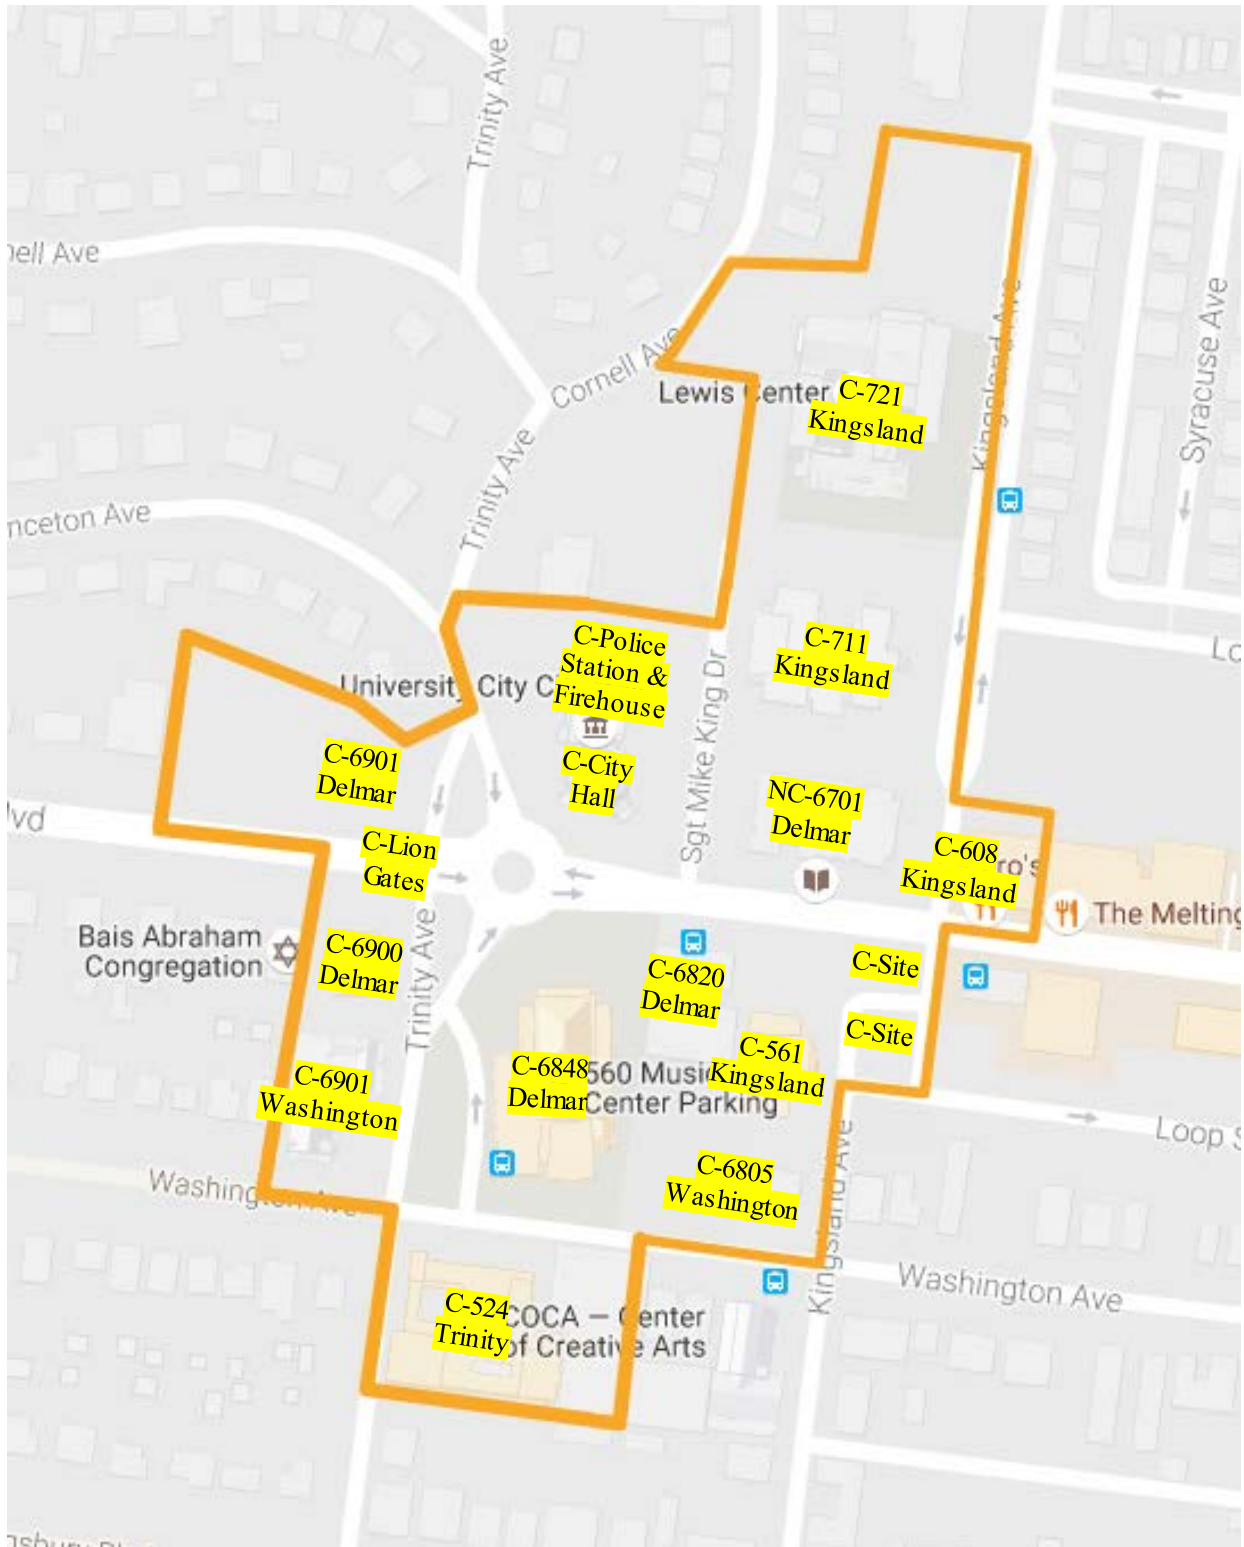 Trinity Ave
nell Ave
Syracuse Ave
Kingsland Ave
Cornell Ave
Lewis Center
C-721
Kingsland
Trinity Ave
nceton Ave
C-Police
Station &
Firehouse
C-711
Kingsland
Lo
University City C
Sgt Mike King Dr
C-6901
Delmar
C-City
Hall
NC-6701
Delmar
lvd
C-Lion
Gates
C-608
Kingsland
ro's
The Melting
Bais Abraham
Congregation
C-6900
Delmar
Trinity Ave
C-6820
Delmar
C-Site
C-Site
C-561
Kingsland
C-6848
Delmar
560 Music
Center Parking
C-6901
Washington
Loop S
Washington Ave
C-6805
Washington
Kingsland Ave
Washington Ave
C-524
Trinity
COCA — Center
of Creative Arts